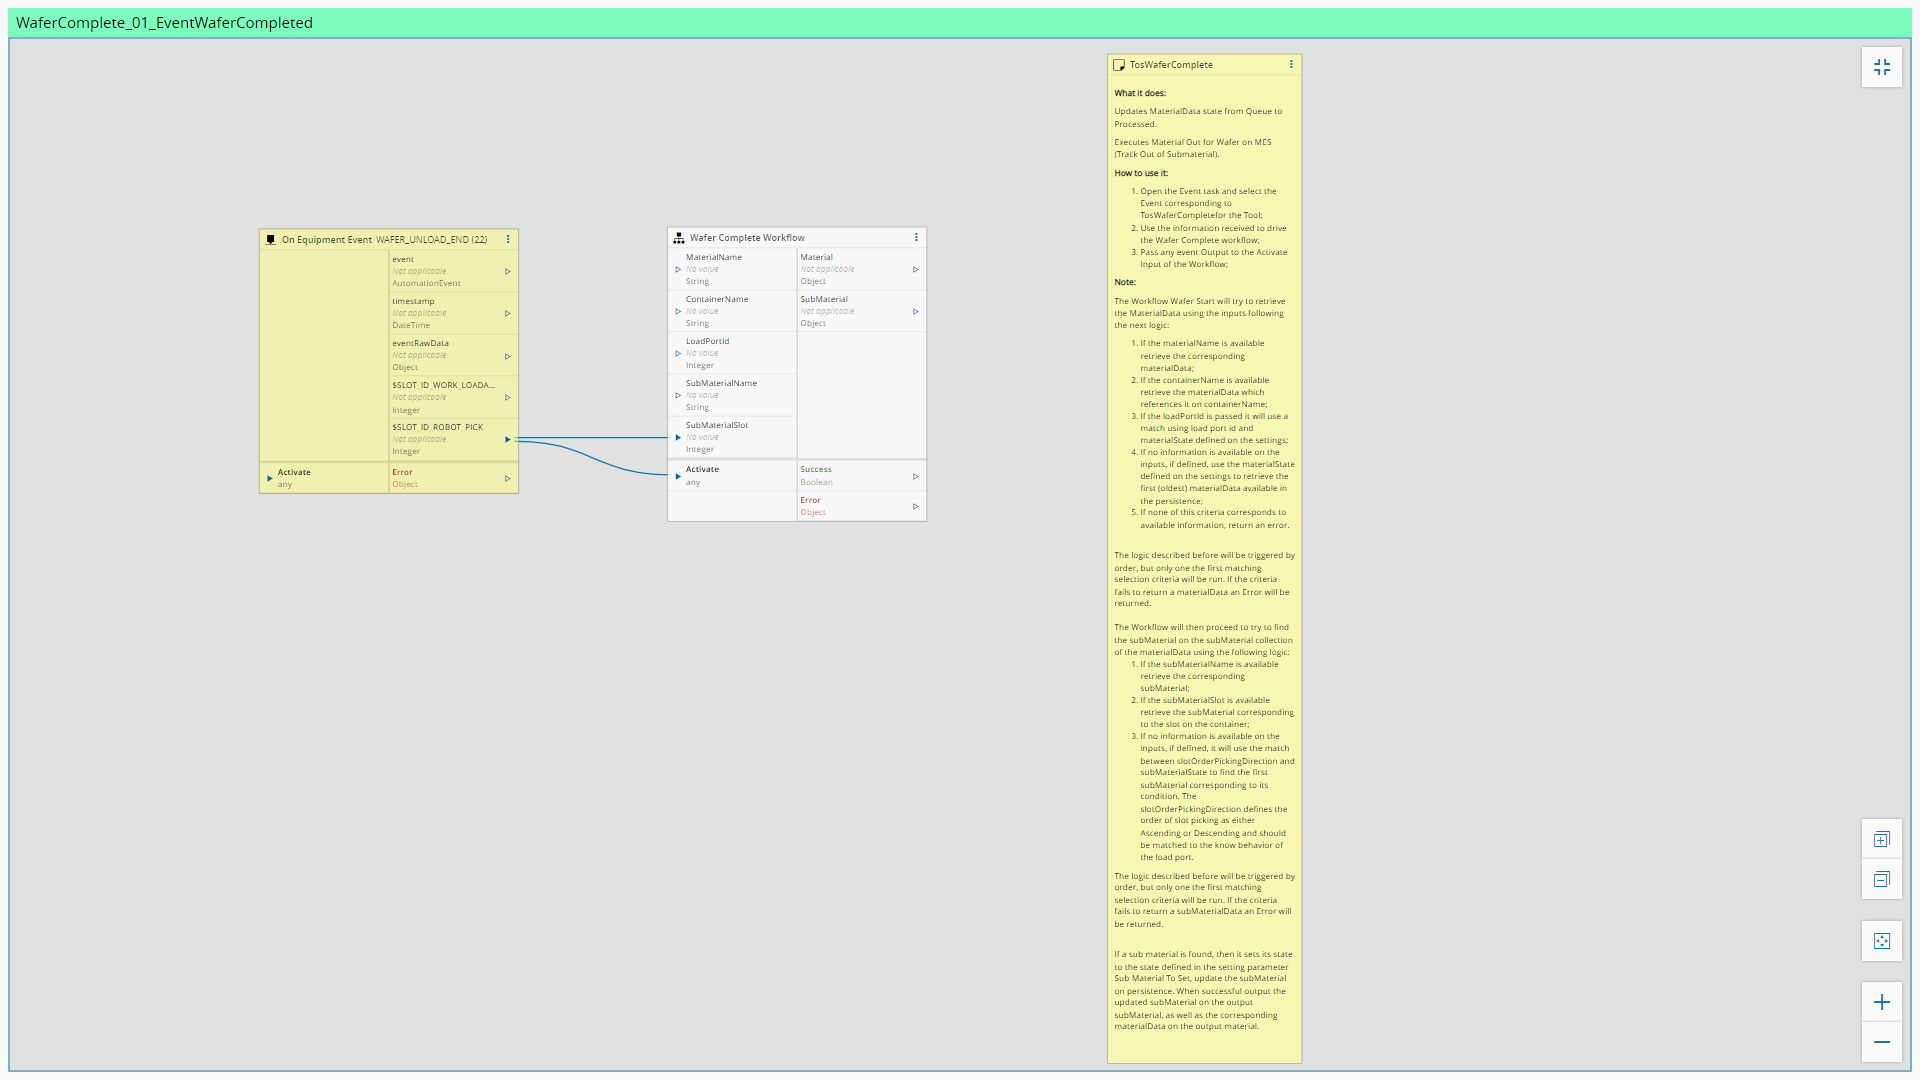 WaferComplete_01_EventWaferCompleted
On Equipment Event WAFER_UNLOAD_END (22)
event
Not applicable
AutomationEvent
timestamp
Not applicable
DateTime
eventRawData
Not applicable
Object
$SLOT_ID_WORK_LOADA...
Not applicable
Integer
$SLOT_ID_ROBOT_PICK
Not applicable
Integer
Activate
any
Error
Object
Wafer Complete Workflow
MaterialName
No value
String
ContainerName
No value
String
LoadPortId
No value
Integer
SubMaterialName
No value
String
SubMaterialSlot
No value
Integer
Material
Not applicable
Object
SubMaterial
Not applicable
Object
Activate
any
Success
Boolean
Error
Object
TosWaferComplete
What it does:
Updates MaterialData state from Queue to
Processed.
Executes Material Out for Wafer on MES
(Track Out of Submaterial).
How to use it:
1. Open the Event task and select the
Event corresponding to
TosWaferCompletefor the Tool;
2. Use the information received to drive
the Wafer Complete workflow;
3. Pass any event Output to the Activate
Input of the Workflow;
Note:
The Workflow Wafer Start will try to retrieve
the MaterialData using the inputs following
the next logic:
1. If the materialName is available
retrieve the corresponding
materialData;
2. If the containerName is available
retrieve the materialData which
references it on containerName;
3. If the loadPortId is passed it will use a
match using load port id and
materialState defined on the settings;
4. If no information is available on the
inputs, if defined, use the materialState
defined on the settings to retrieve the
first (oldest) materialData available in
the persistence;
5. If none of this criteria corresponds to
available information, return an error.
The logic described before will be triggered by
order, but only one the first matching
selection criteria will be run. If the criteria
fails to return a materialData an Error will be
returned.
The Workflow will then proceed to try to find
the subMaterial on the subMaterial collection
of the materialData using the following logic:
1. If the subMaterialName is available
retrieve the corresponding
subMaterial;
2. If the subMaterialSlot is available
retrieve the subMaterial corresponding
to the slot on the container;
3. If no information is available on the
inputs, if defined, it will use the match
between slotOrderPickingDirection and
subMaterialState to find the first
subMaterial corresponding to its
condition. The
slotOrderPickingDirection defines the
order of slot picking as either
Ascending or Descending and should
be matched to the know behavior of
the load port.
The logic described before will be triggered by
order, but only one the first matching
selection criteria will be run. If the criteria
fails to return a subMaterialData an Error will
be returned.
If a sub material is found, then it sets its state
to the state defined in the setting parameter
Sub Material To Set, update the subMaterial
on persistence. When successful output the
updated subMaterial on the output
subMaterial, as well as the corresponding
materialData on the output material.